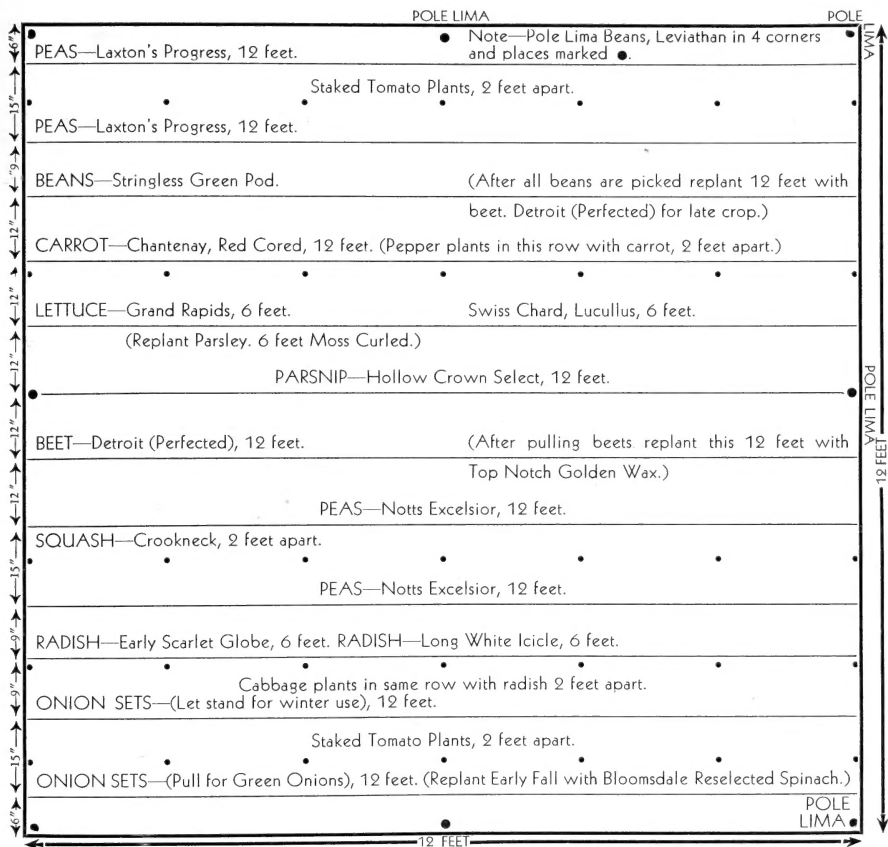 POLE LIMA
POLE
LIMA
Note—Pole Lima Beans, Leviathan in 4 corners
and places marked ●.
6"
PEAS—Laxton's Progress, 12 feet.
Staked Tomato Plants, 2 feet apart.
15"
PEAS—Laxton's Progress, 12 feet.
9"
BEANS—Stringless Green Pod.
(After all beans are picked replant 12 feet with
beet. Detroit (Perfected) for late crop.)
12"
CARROT—Chantenay, Red Cored, 12 feet. (Pepper plants in this row with carrot, 2 feet apart.)
12"
LETTUCE—Grand Rapids, 6 feet.
Swiss Chard, Lucullus, 6 feet.
(Replant Parsley. 6 feet Moss Curled.)
12"
PARSNIP—Hollow Crown Select, 12 feet.
POLE LIMA
12 FEET
12"
BEET—Detroit (Perfected), 12 feet.
(After pulling beets replant this 12 feet with
Top Notch Golden Wax.)
12"
PEAS—Notts Excelsior, 12 feet.
SQUASH—Crookneck, 2 feet apart.
15"
PEAS—Notts Excelsior, 12 feet.
9"
RADISH—Early Scarlet Globe, 6 feet. RADISH—Long White Icicle, 6 feet.
9"
Cabbage plants in same row with radish 2 feet apart.
ONION SETS—(Let stand for winter use), 12 feet.
Staked Tomato Plants, 2 feet apart.
15"
ONION SETS—(Pull for Green Onions), 12 feet. (Replant Early Fall with Bloomsdale Reselected Spinach.)
6"
POLE
LIMA
12 FEET